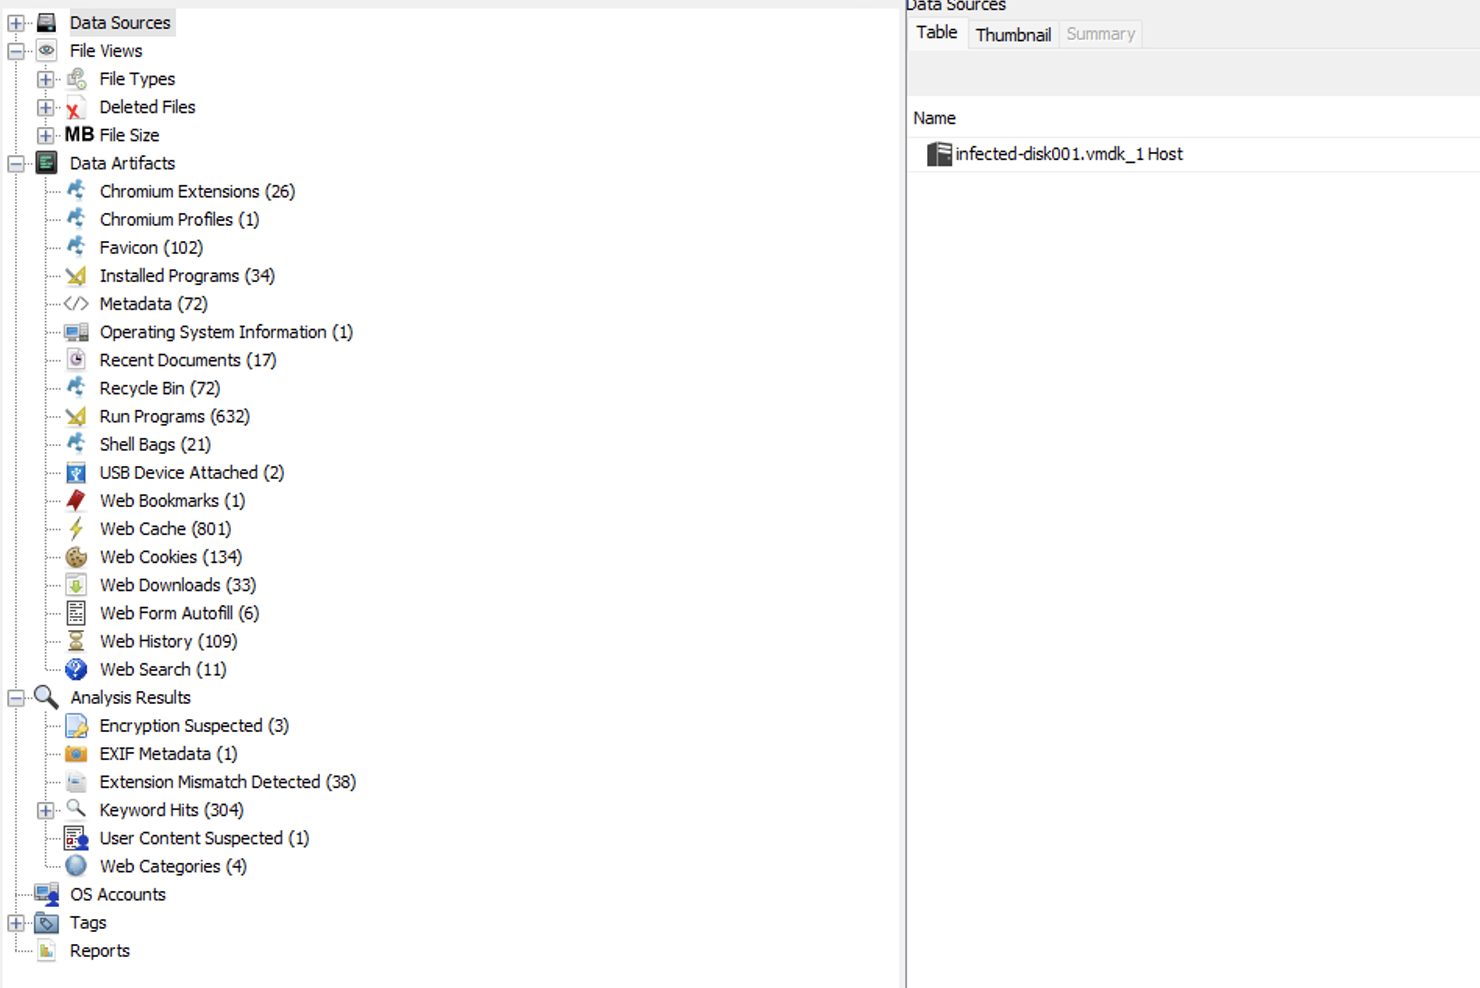 Data Sources
File Views
File Types
Deleted Files
MB File Size
Data Artifacts
Chromium Extensions (26)
Chromium Profiles (1)
Favicon (102)
Installed Programs (34)
Metadata (72)
Operating System Information (1)
Recent Documents (17)
Recycle Bin (72)
Run Programs (632)
Shell Bags (21)
USB Device Attached (2)
Web Bookmarks (1)
Web Cache (801)
Web Cookies (134)
Web Downloads (33)
Web Form Autofill (6)
Web History (109)
Web Search (11)
Analysis Results
Encryption Suspected (3)
EXIF Metadata (1)
Extension Mismatch Detected (38)
Keyword Hits (304)
User Content Suspected (1)
Web Categories (4)
OS Accounts
Tags
Reports
Data Sources
Table Thumbnail Summary
Name
infected-disk001.vmdk_1 Host